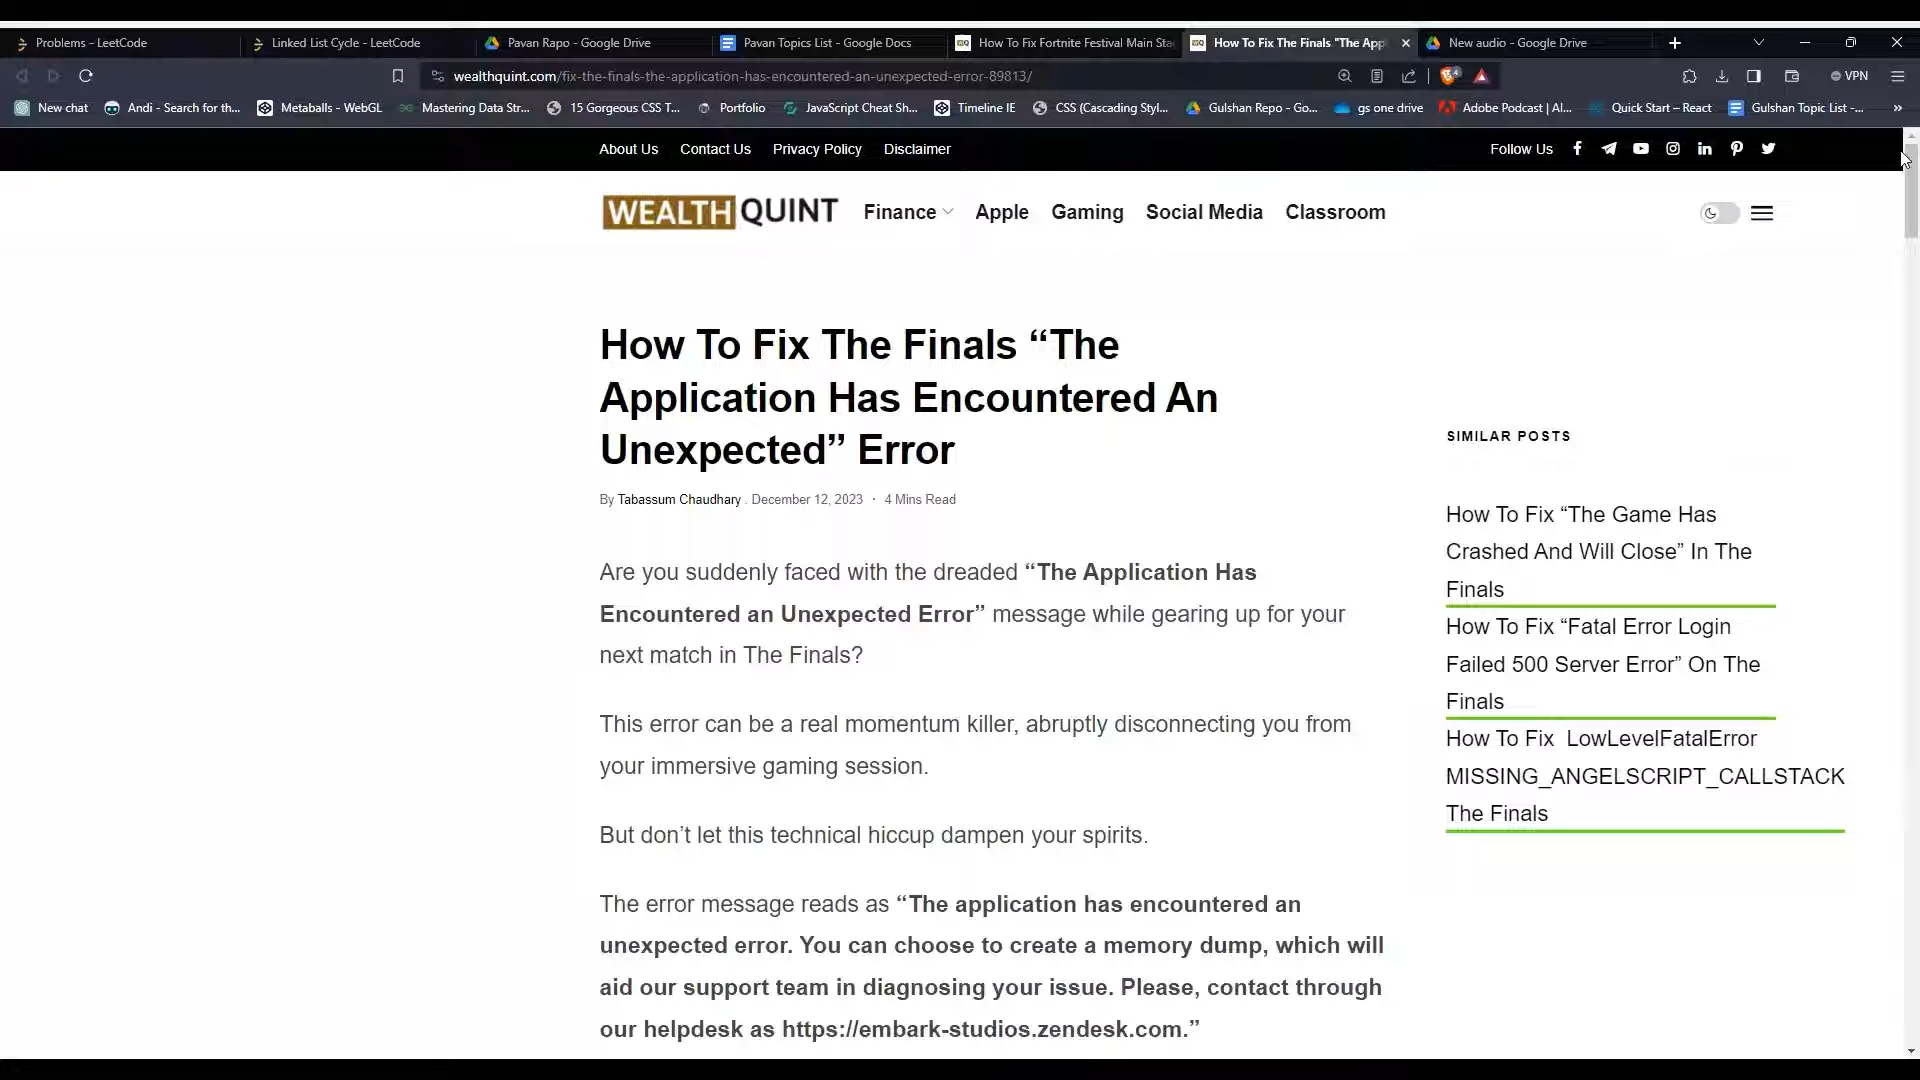 Problems - LeetCode
Linked List Cycle - LeetCode
Pavan Rapo - Google Drive
Pavan Topics List - Google Docs
How To Fix Fortnite Festival Main Sta
How To Fix The Finals "The App
New audio - Google Drive
wealthquint.com/fix-the-finals-the-application-has-encountered-an-unexpected-error-89813/
VPN
New chat
Andi - Search for th...
Metaballs - WebGL
Mastering Data Str...
15 Gorgeous CSS T...
Portfolio
JavaScript Cheat Sh...
Timeline IE
CSS (Cascading Styl...
Gulshan Repo - Go...
gs one drive
Adobe Podcast | AI...
Quick Start – React
Gulshan Topic List -...
About Us Contact Us Privacy Policy Disclaimer
Follow Us
WEALTH QUINT
Finance Apple Gaming Social Media Classroom
How To Fix The Finals “The
Application Has Encountered An
Unexpected” Error
By Tabassum Chaudhary . December 12, 2023 · 4 Mins Read
Are you suddenly faced with the dreaded “The Application Has
Encountered an Unexpected Error” message while gearing up for your
next match in The Finals?
This error can be a real momentum killer, abruptly disconnecting you from
your immersive gaming session.
But don’t let this technical hiccup dampen your spirits.
The error message reads as “The application has encountered an
unexpected error. You can choose to create a memory dump, which will
aid our support team in diagnosing your issue. Please, contact through
our helpdesk as https://embark-studios.zendesk.com.”
SIMILAR POSTS
How To Fix “The Game Has
Crashed And Will Close” In The
Finals
How To Fix “Fatal Error Login
Failed 500 Server Error” On The
Finals
How To Fix LowLevelFatalError
MISSING_ANGELSCRIPT_CALLSTACK
The Finals